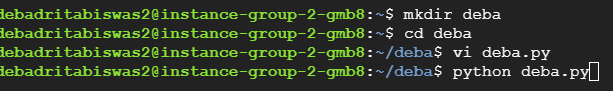 debadritabiswas2@instance-group-2-gmb8:~$ mkdir deba
debadritabiswas2@instance-group-2-gmb8:~$ cd deba
debadritabiswas2@instance-group-2-gmb8:~/deba$ vi deba.py
debadritabiswas2@instance-group-2-gmb8:~/deba$ python deba.py